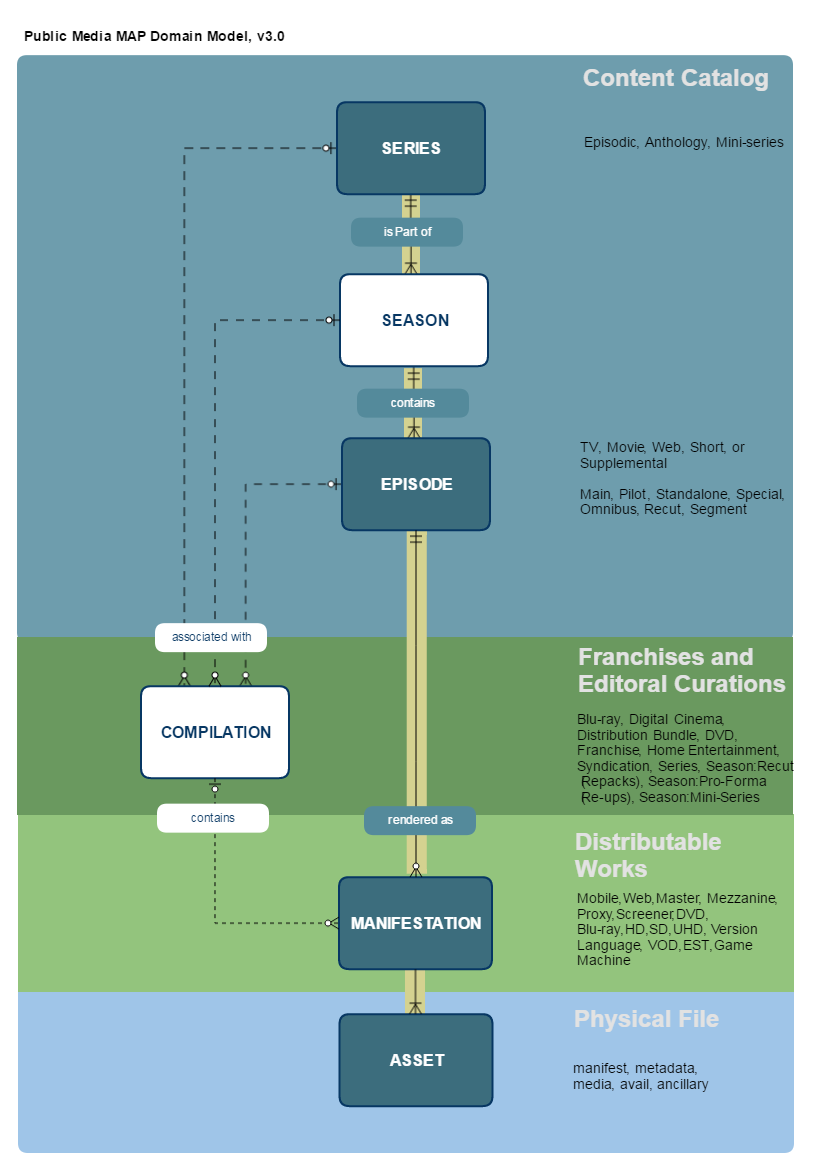 Public Media MAP Domain Model, v3.0
Content Catalog
SERIES
Episodic, Anthology, Mini-series
is Part of
SEASON
contains
EPISODE
TV, Movie, Web, Short, or
Supplemental
Main, Pilot, Standalone, Special,
Omnibus, Recut, Segment
associated with
Franchises and
Editoral Curations
COMPILATION
Blu-ray, Digital Cinema,
Distribution Bundle, DVD,
Franchise, Home Entertainment,
Syndication, Series, Season:Recut
(Repacks), Season:Pro-Forma
(Re-ups), Season:Mini-Series
contains
rendered as
Distributable
Works
MANIFESTATION
Mobile,Web,Master, Mezzanine,
Proxy,Screener,DVD,
Blu-ray,HD,SD,UHD, Version
Language, VOD,EST,Game
Machine
Physical File
ASSET
manifest, metadata,
media, avail, ancillary